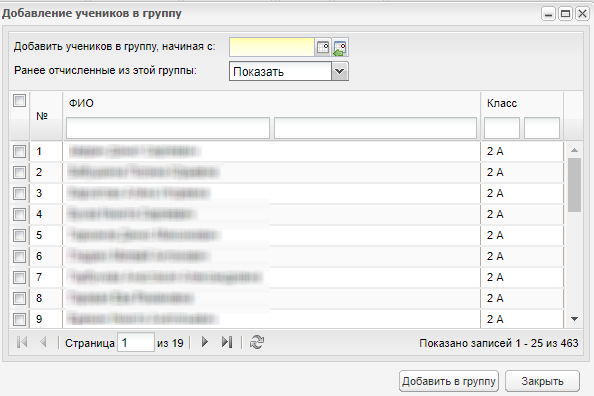 Добавление учеников в группу
Добавить учеников в группу, начиная с:
Ранее отчисленные из этой группы: Показать
№ ФИО Класс
1 2 А
2 2 А
3 2 А
4 2 А
5 2 А
6 2 А
7 2 А
8 2 А
9 2 А
Страница 1 из 19 Показано записей 1 - 25 из 463
Добавить в группу Закрыть